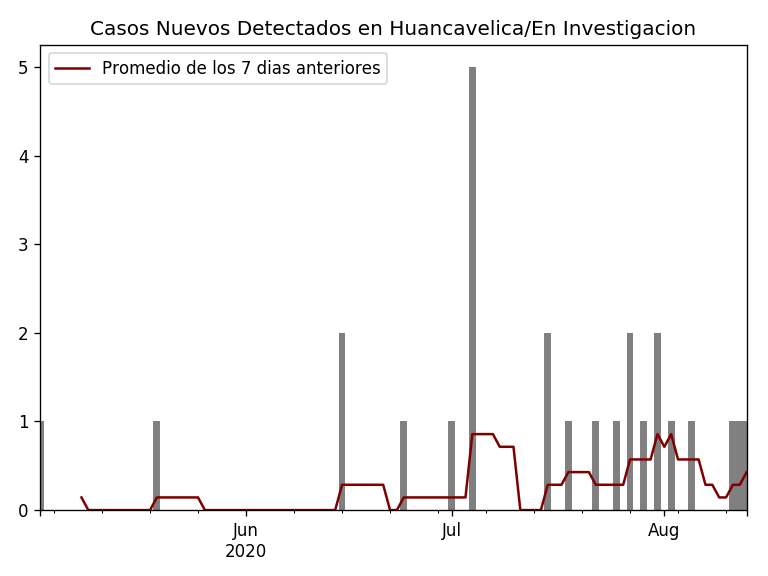 Casos Nuevos Detectados en Huancavelica/En Investigacion
Promedio de los 7 dias anteriores
5
4
3
2
1
0
Jun
2020
Jul
Aug